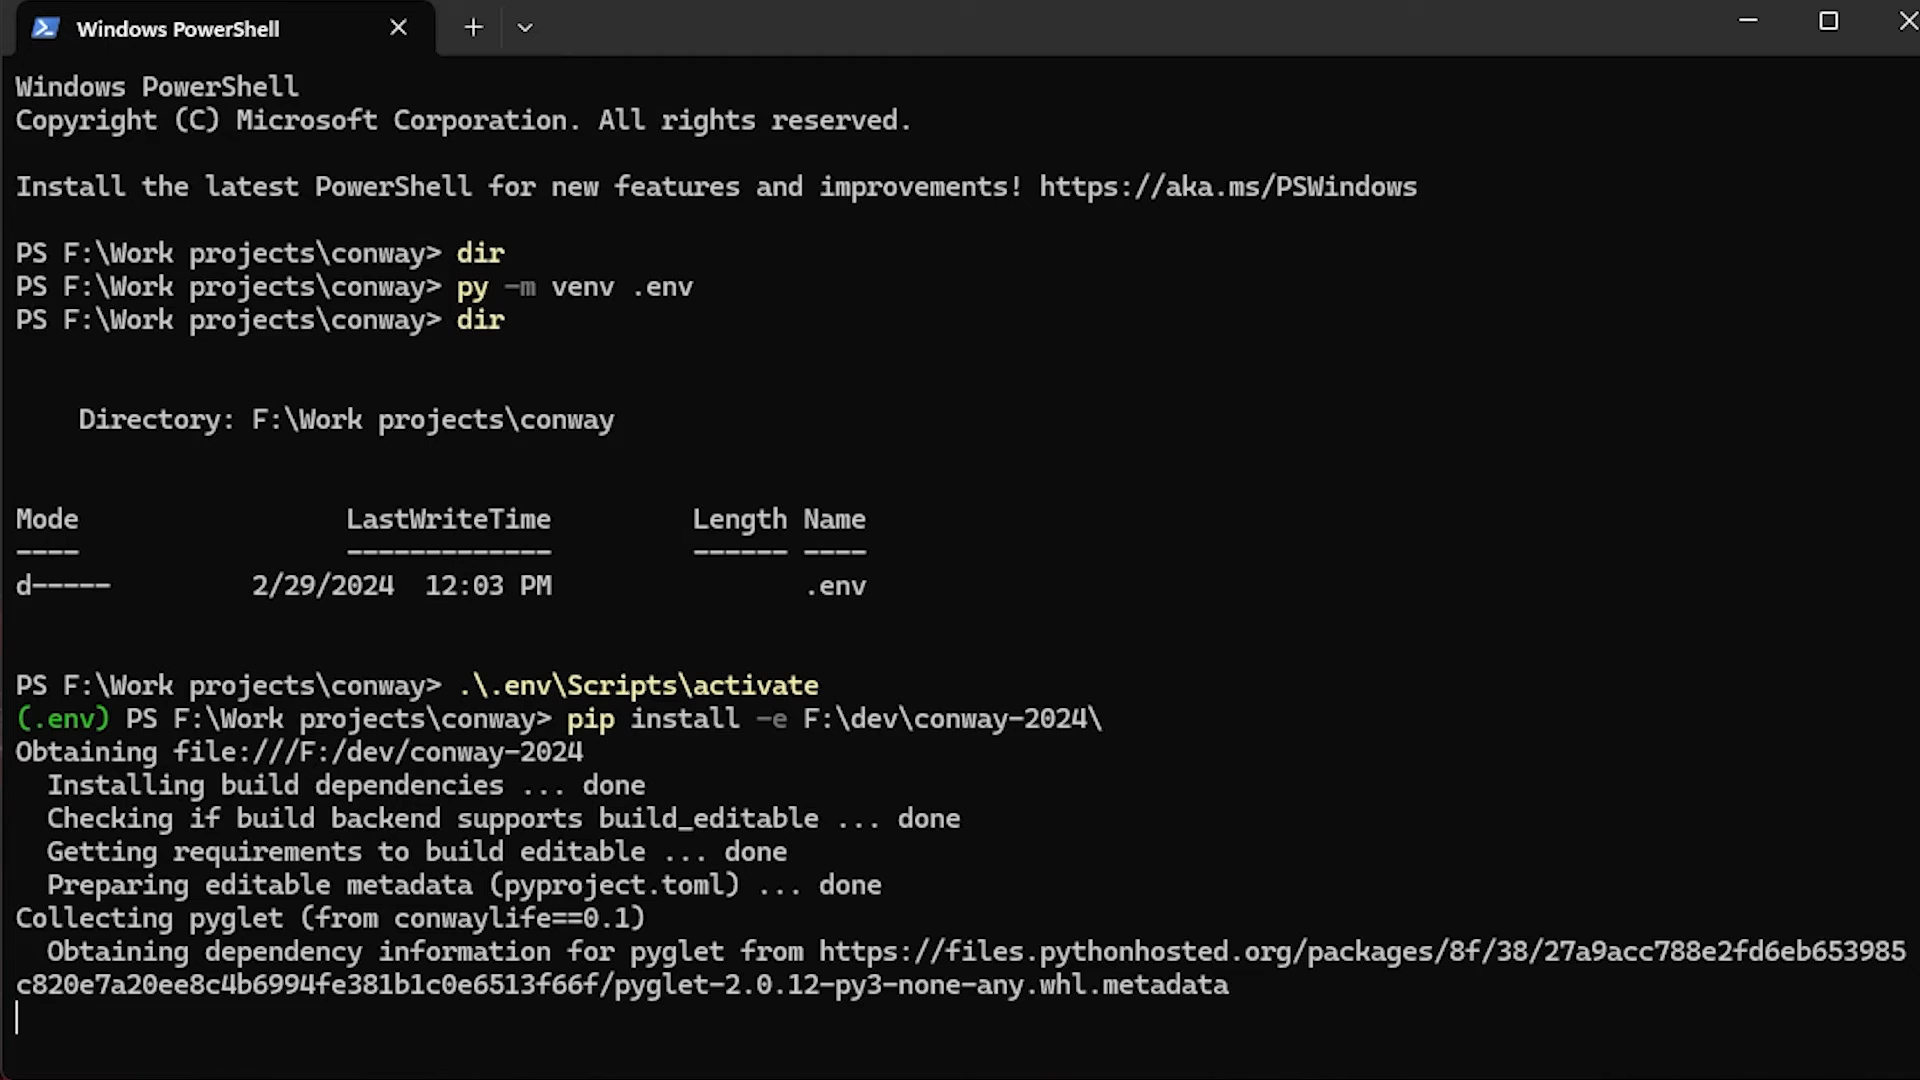 Windows PowerShell
Windows PowerShell
Copyright (C) Microsoft Corporation. All rights reserved.
Install the latest PowerShell for new features and improvements! https://aka.ms/PSWindows
PS F:\Work projects\conway> dir
PS F:\Work projects\conway> py -m venv .env
PS F:\Work projects\conway> dir
Directory: F:\Work projects\conway
Mode LastWriteTime Length Name
---- ------------- ------ ----
d----- 2/29/2024 12:03 PM .env
PS F:\Work projects\conway> .\.env\Scripts\activate
(.env) PS F:\Work projects\conway> pip install -e F:\dev\conway-2024\
Obtaining file:///F:/dev/conway-2024
Installing build dependencies ... done
Checking if build backend supports build_editable ... done
Getting requirements to build editable ... done
Preparing editable metadata (pyproject.toml) ... done
Collecting pyglet (from conwaylife==0.1)
Obtaining dependency information for pyglet from https://files.pythonhosted.org/packages/8f/38/27a9acc788e2fd6eb653985
c820e7a20ee8c4b6994fe381b1c0e6513f66f/pyglet-2.0.12-py3-none-any.whl.metadata